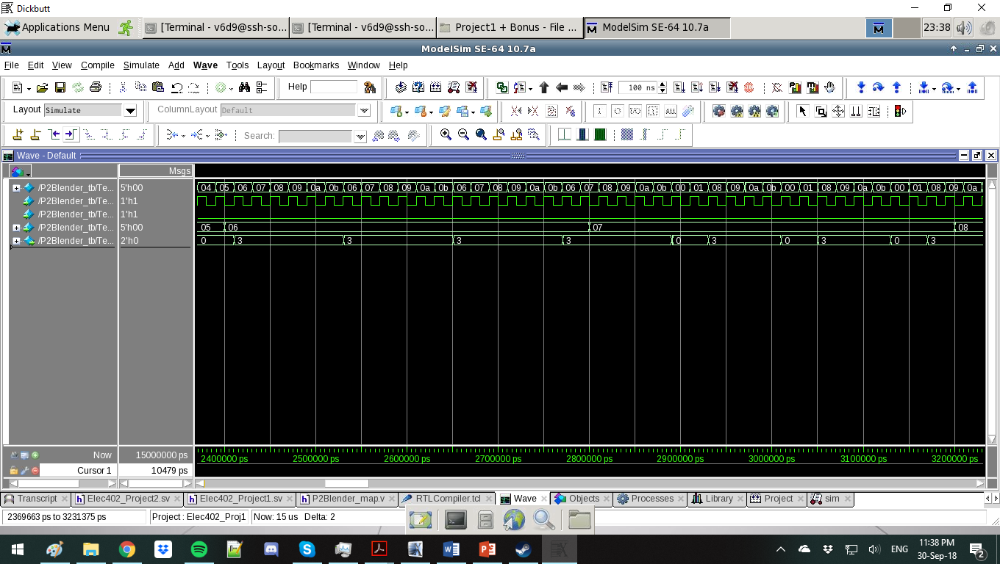 Dickbutt
Applications Menu [Terminal - v6d9@ssh-so... [Terminal - v6d9@ssh-so... Project1 + Bonus - File ... ModelSim SE-64 10.7a 23:38
ModelSim SE-64 10.7a
File Edit View Compile Simulate Add Wave Tools Layout Bookmarks Window Help
Help 100 ns
Layout Simulate ColumnLayout Default
Search:
Wave - Default
Msgs
/P2Blender_tb/Te... 5'h00 04 05 06 07 08 09 0a 0b 06 07 08 09 0a 0b 06 07 08 09 0a 0b 06 07 08 09 0a 0b 00 01 08 09 0a 0b 00 01 08 09 0a 0b 00 01 08 09 0a
/P2Blender_tb/Te... 1'h1
/P2Blender_tb/Te... 1'h1
/P2Blender_tb/Te... 5'h00 05 06 07 08
/P2Blender_tb/Te... 2'h0 0 3 3 3 3 0 3 0 3 0 3
Now 15000000 ps 2400000 ps 2500000 ps 2600000 ps 2700000 ps 2800000 ps 2900000 ps 3000000 ps 3100000 ps 3200000 ps
Cursor 1 10479 ps
Transcript Elec402_Project2.sv Elec402_Project1.sv P2Blender_map.v RTLCompiler.tcl Wave Objects Processes Library Project sim
2369663 ps to 3231375 ps Project : Elec402_Proj1 Now: 15 us Delta: 2
ENG 11:38 PM
30-Sep-18 2